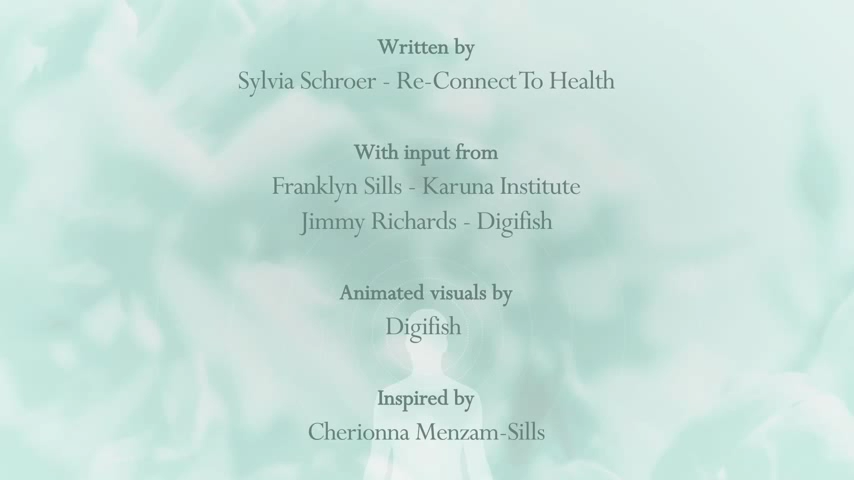 Written by
Sylvia Schroer - Re-Connect To Health
With input from
Franklyn Sills - Karuna Institute
Jimmy Richards - Digifish
Animated visuals by
Digifish
Inspired by
Cherionna Menzam-Sills